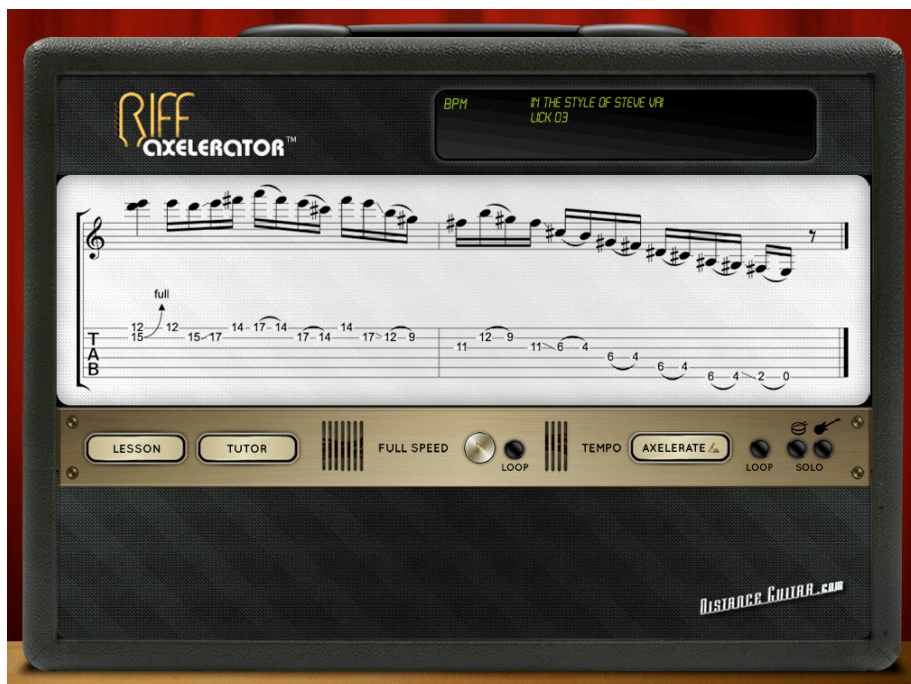 RIFF
AXELERATOR™
BPM
IN THE STYLE OF STEVE VAI
LICK 03
full
12 12 14 17 14 14
15 15 17 17 14 17 12 9 12 9
11 11 6 4
T
A
B
6 4
6 4
6 4 2 0
LESSON
TUTOR
FULL SPEED
LOOP
TEMPO
AXELERATE
LOOP
SOLO
DISTANCE GUITAR.COM